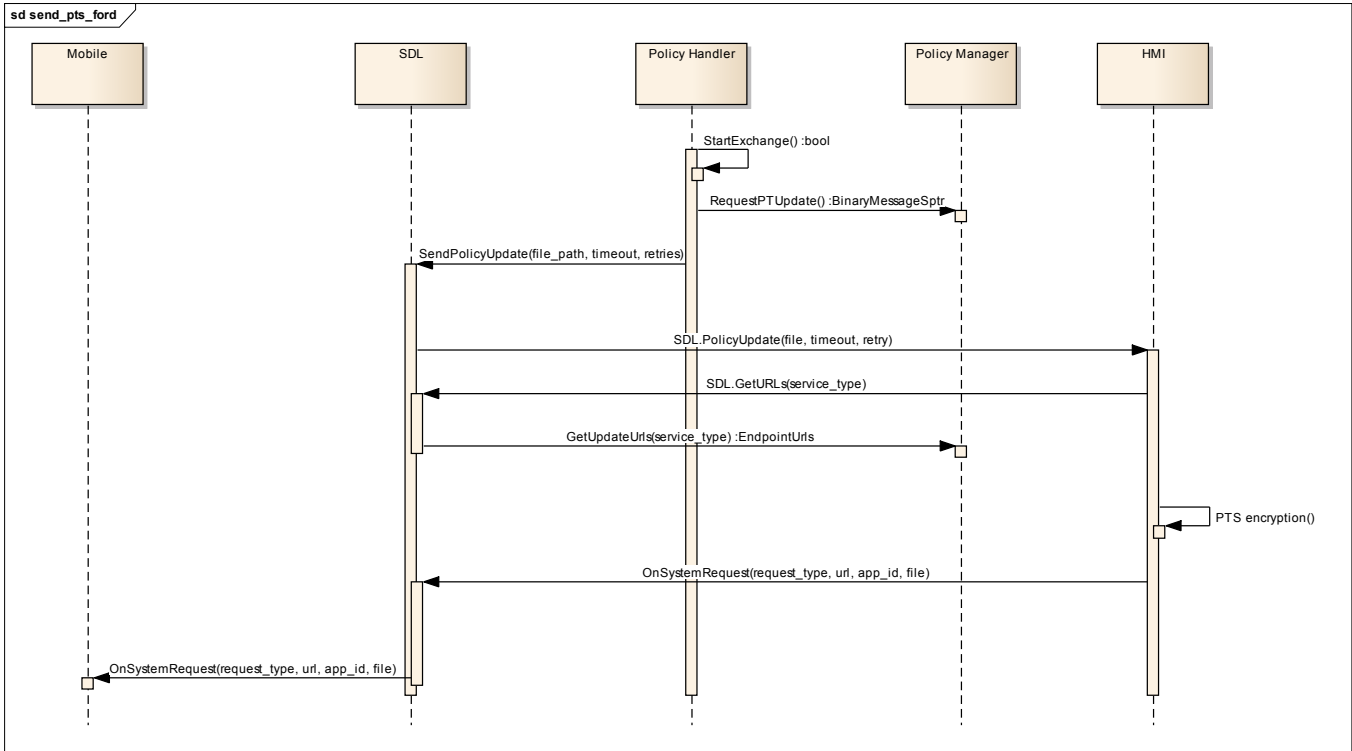 sd send_pts_ford
Mobile
SDL
Policy Handler
Policy Manager
HMI
StartExchange() :bool
RequestPTUpdate() :BinaryMessageSptr
SendPolicyUpdate(file_path, timeout, retries)
SDL.PolicyUpdate(file, timeout, retry)
SDL.GetURLs(service_type)
GetUpdateUrls(service_type) :EndpointUrls
PTS encryption()
OnSystemRequest(request_type, url, app_id, file)
OnSystemRequest(request_type, url, app_id, file)